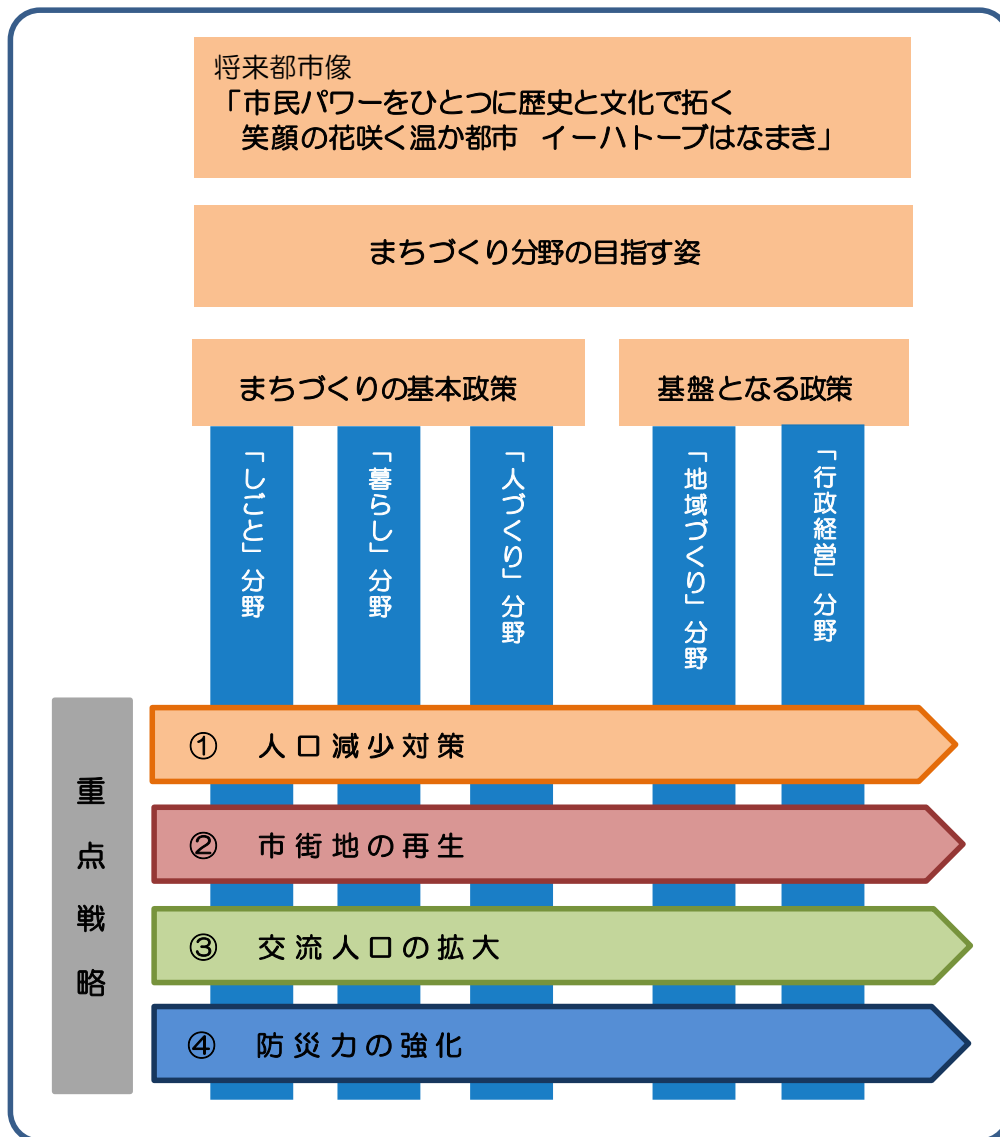 将来都市像
「市民パワーをひとつに歴史と文化で拓く
笑顔の花咲く温か都市　イーハトーブはなまき」
まちづくり分野の目指す姿
まちづくりの基本政策
基盤となる政策
「しごと」分野
「暮らし」分野
「人づくり」分野
「地域づくり」分野
「行政経営」分野
重点戦略
①　人口減少対策
②　市街地の再生
③　交流人口の拡大
④　防災力の強化